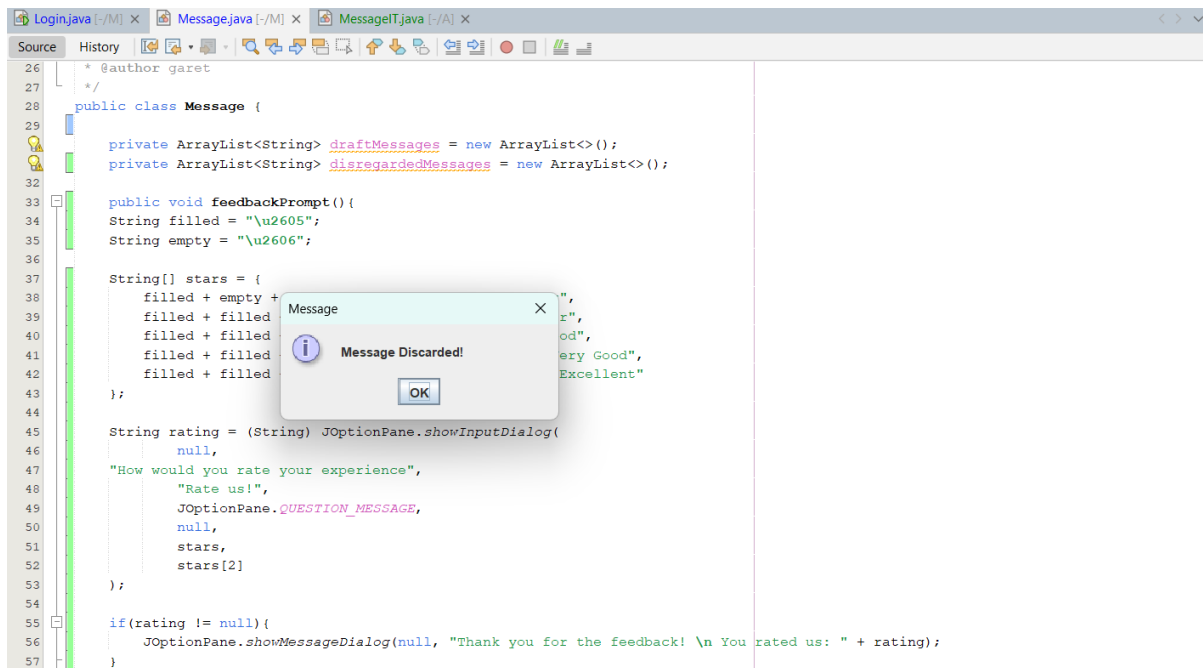 Login.java [-/M] Message.java [-/M] MessageIT.java [-/A]
Source History
26 * @author garet
27 */
28 public class Message {
29
private ArrayList<String> draftMessages = new ArrayList<>();
private ArrayList<String> disregardedMessages = new ArrayList<>();
32
33 public void feedbackPrompt(){
34 String filled = "\u2605";
35 String empty = "\u2606";
36
37 String[] stars = {
38 filled + empty + ",
39 filled + filled r",
40 filled + filled od",
41 filled + filled ery Good",
42 filled + filled Excellent"
43 };
Message
Message Discarded!
OK
44
45 String rating = (String) JOptionPane.showInputDialog(
46 null,
47 "How would you rate your experience",
48 "Rate us!",
49 JOptionPane.QUESTION_MESSAGE,
50 null,
51 stars,
52 stars[2]
53 );
54
55 if(rating != null){
56 JOptionPane.showMessageDialog(null, "Thank you for the feedback! \n You rated us: " + rating);
57 }